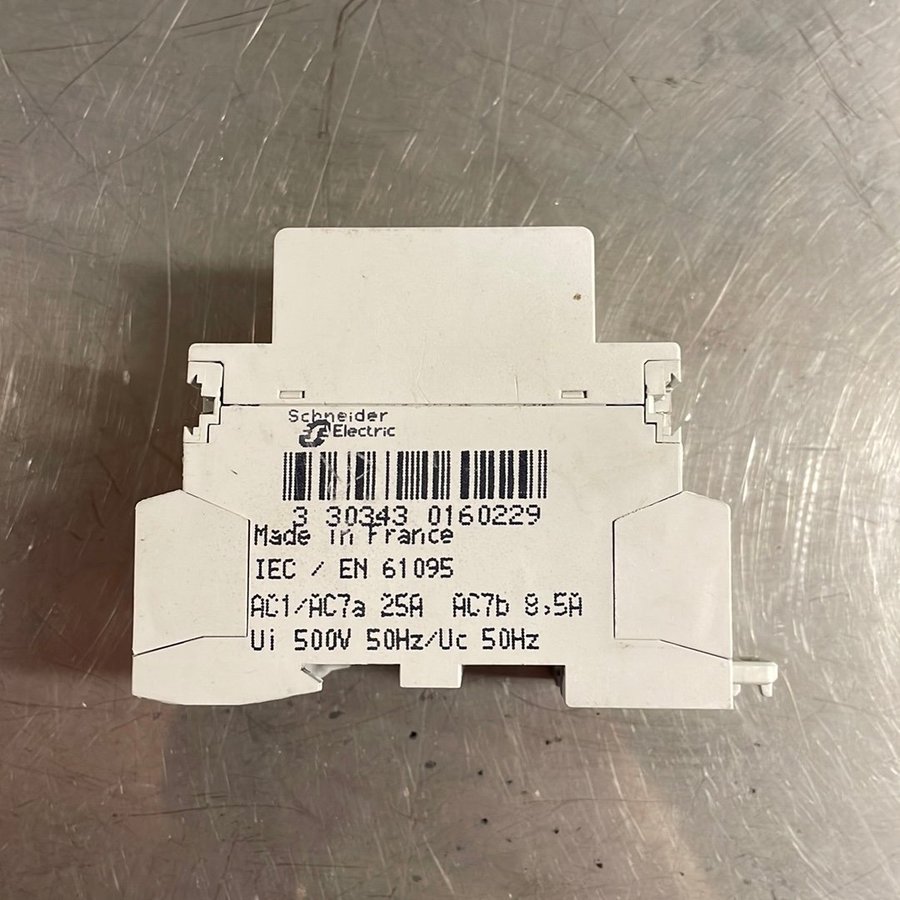 Schneider
Electric
3 30343 0160229
Made in France
IEC / EN 61095
AC1/AC7a 25A AC7b 8,5A
Ui 500V 50Hz/Uc 50Hz